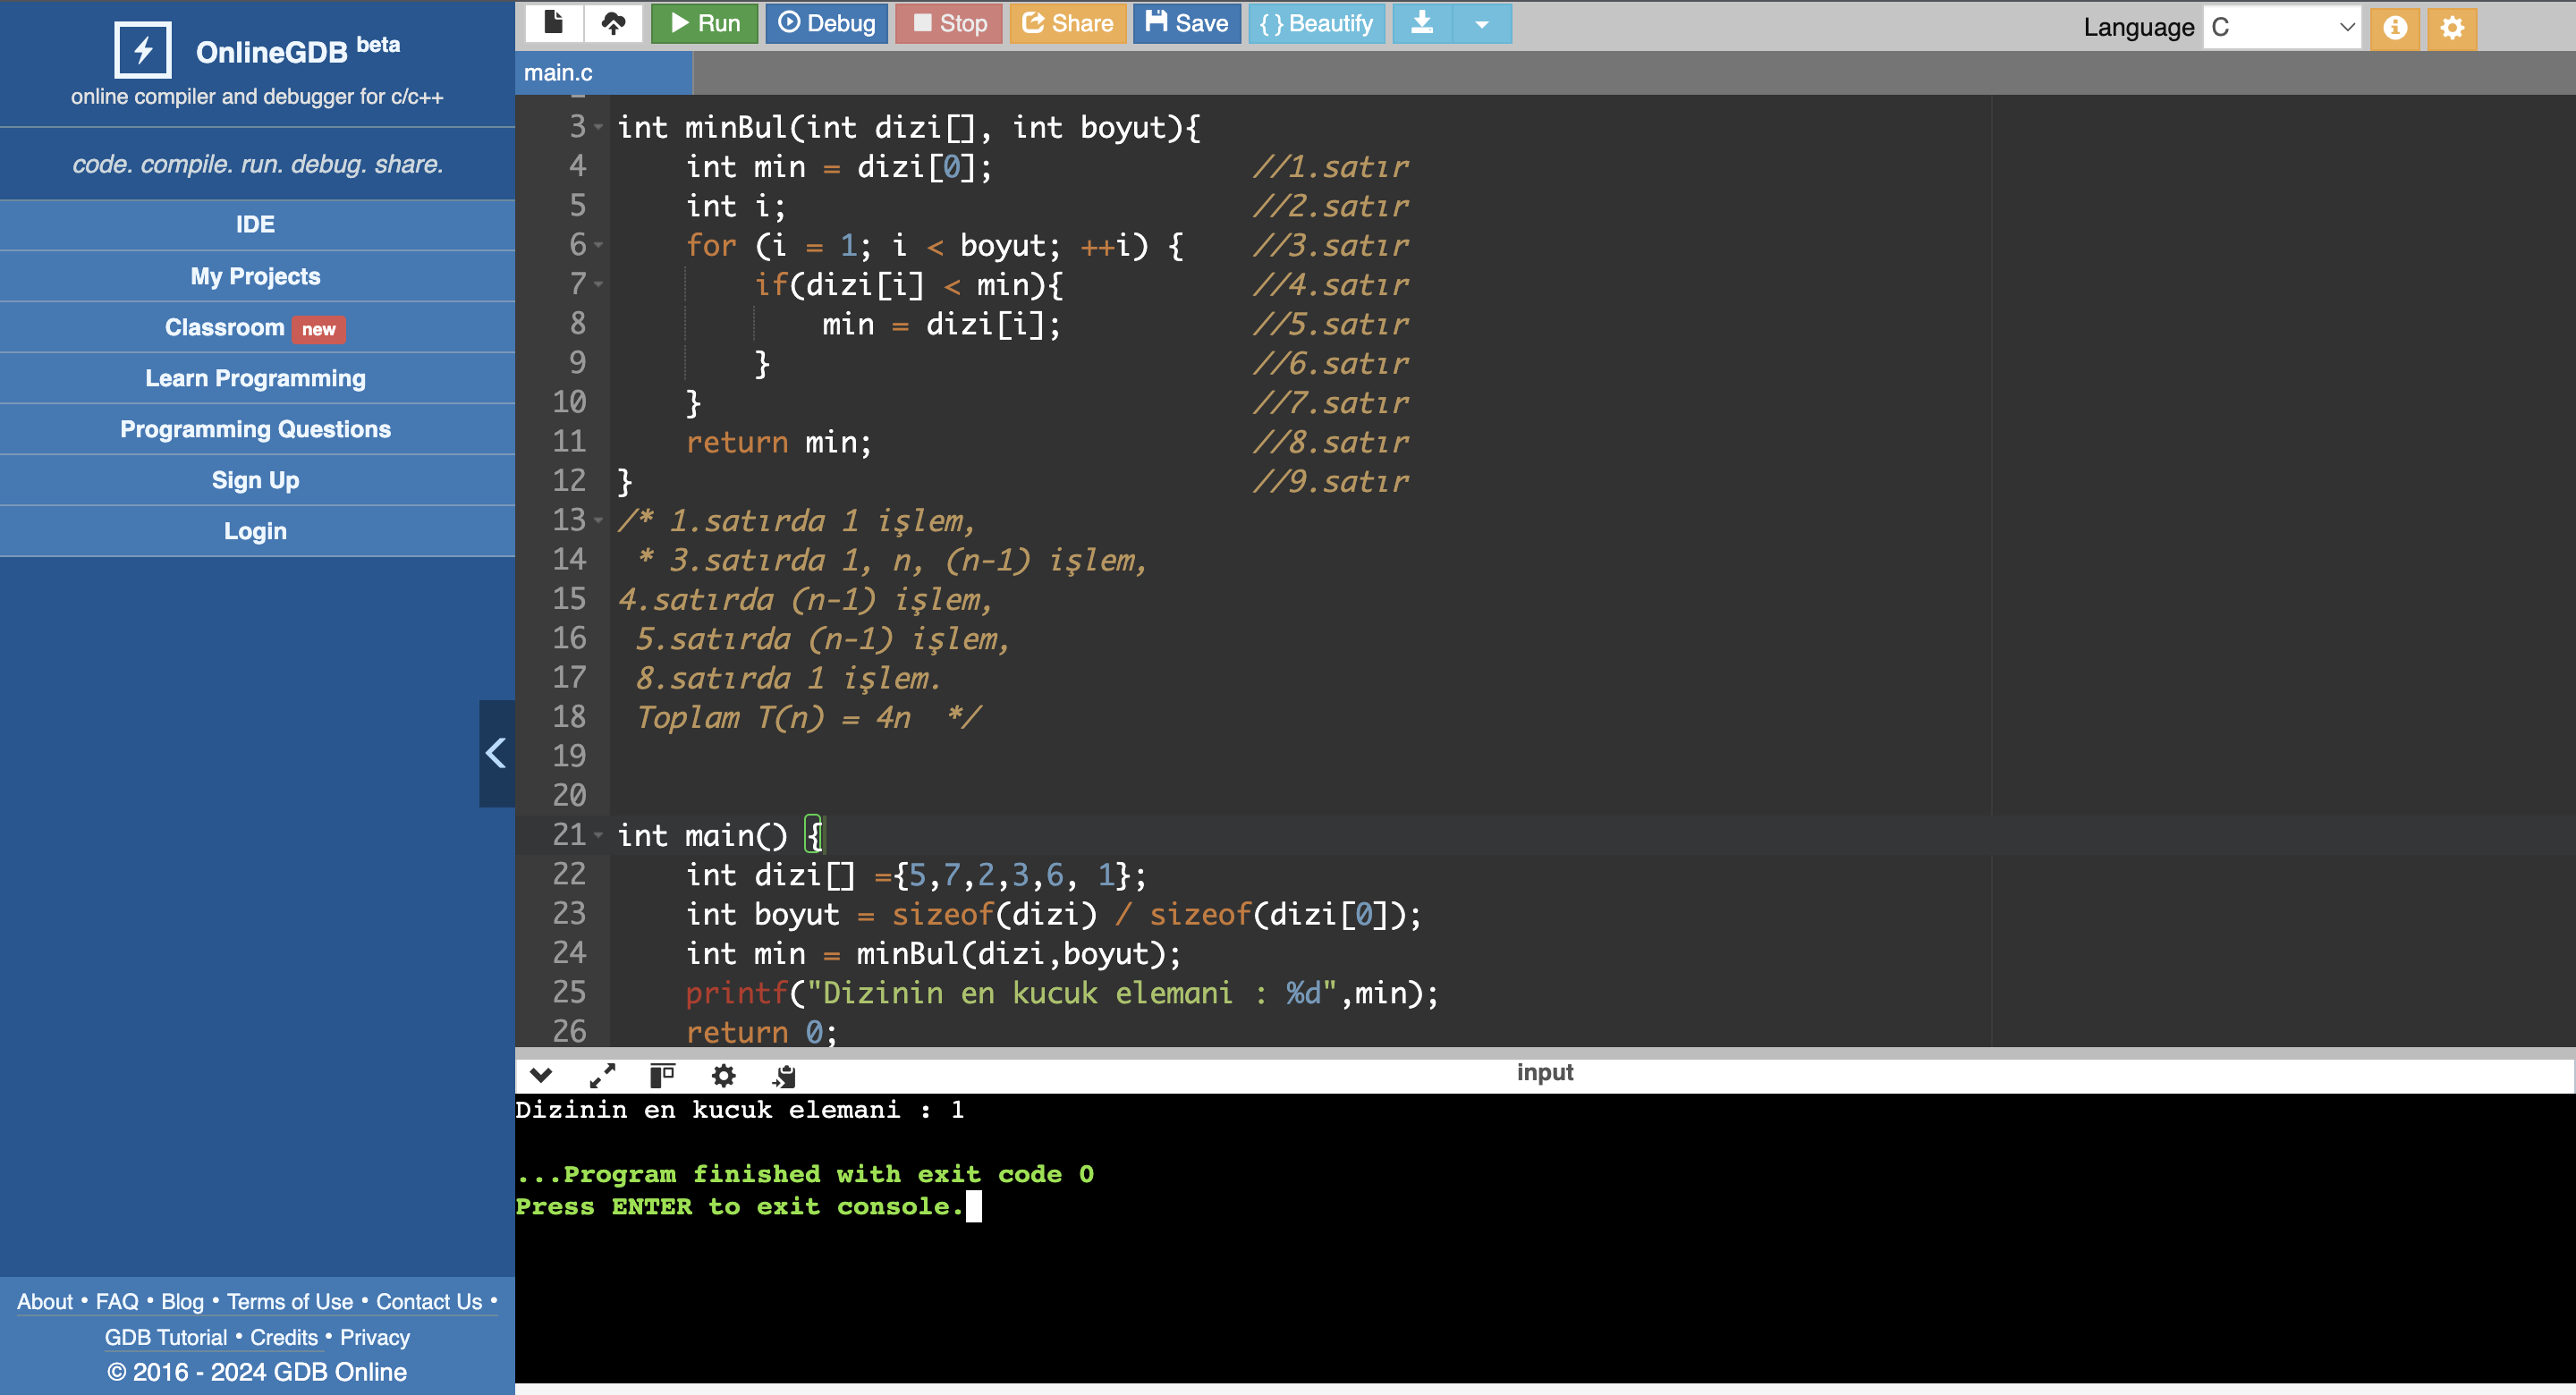 OnlineGDB beta
online compiler and debugger for c/c++
code. compile. run. debug. share.
IDE
My Projects
Classroom new
Learn Programming
Programming Questions
Sign Up
Login
About • FAQ • Blog • Terms of Use • Contact Us •
GDB Tutorial • Credits • Privacy
© 2016 - 2024 GDB Online
Run Debug Stop Share Save { } Beautify
Language C
main.c
3 int minBul(int dizi[], int boyut){
4     int min = dizi[0];               //1.satır
5     int i;                           //2.satır
6     for (i = 1; i < boyut; ++i) {    //3.satır
7         if(dizi[i] < min){           //4.satır
8             min = dizi[i];           //5.satır
9         }                            //6.satır
10     }                                //7.satır
11     return min;                      //8.satır
12 }                                    //9.satır
13 /* 1.satırda 1 işlem,
14  * 3.satırda 1, n, (n-1) işlem,
15 4.satırda (n-1) işlem,
16  5.satırda (n-1) işlem,
17  8.satırda 1 işlem.
18  Toplam T(n) = 4n  */
19
20
21 int main() {
22     int dizi[] ={5,7,2,3,6, 1};
23     int boyut = sizeof(dizi) / sizeof(dizi[0]);
24     int min = minBul(dizi,boyut);
25     printf("Dizinin en kucuk elemani : %d",min);
26     return 0;
input
Dizinin en kucuk elemani : 1
...Program finished with exit code 0
Press ENTER to exit console.